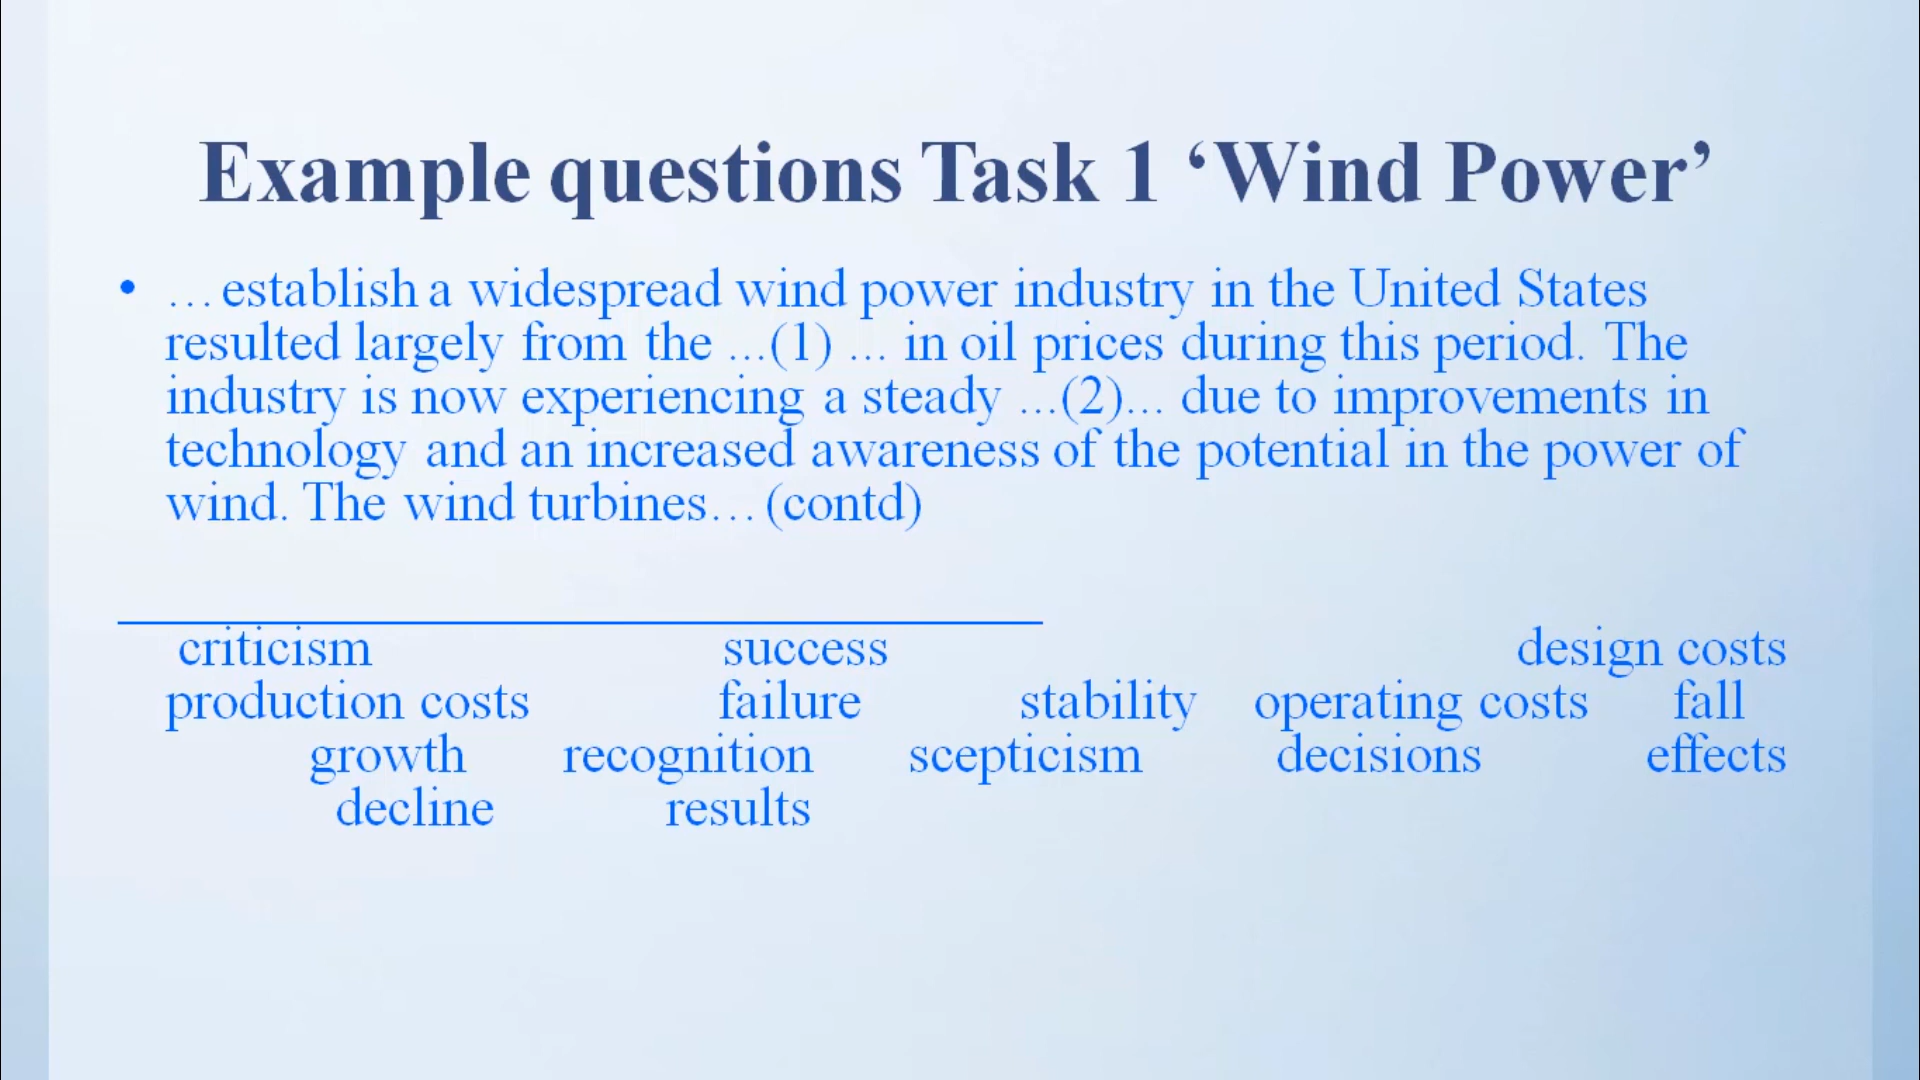 Example questions Task 1 ‘Wind Power’
• …establish a widespread wind power industry in the United States
resulted largely from the ...(1) ... in oil prices during this period. The
industry is now experiencing a steady ...(2)... due to improvements in
technology and an increased awareness of the potential in the power of
wind. The wind turbines…(contd)
criticism success design costs
production costs failure stability operating costs fall
growth recognition scepticism decisions effects
decline results